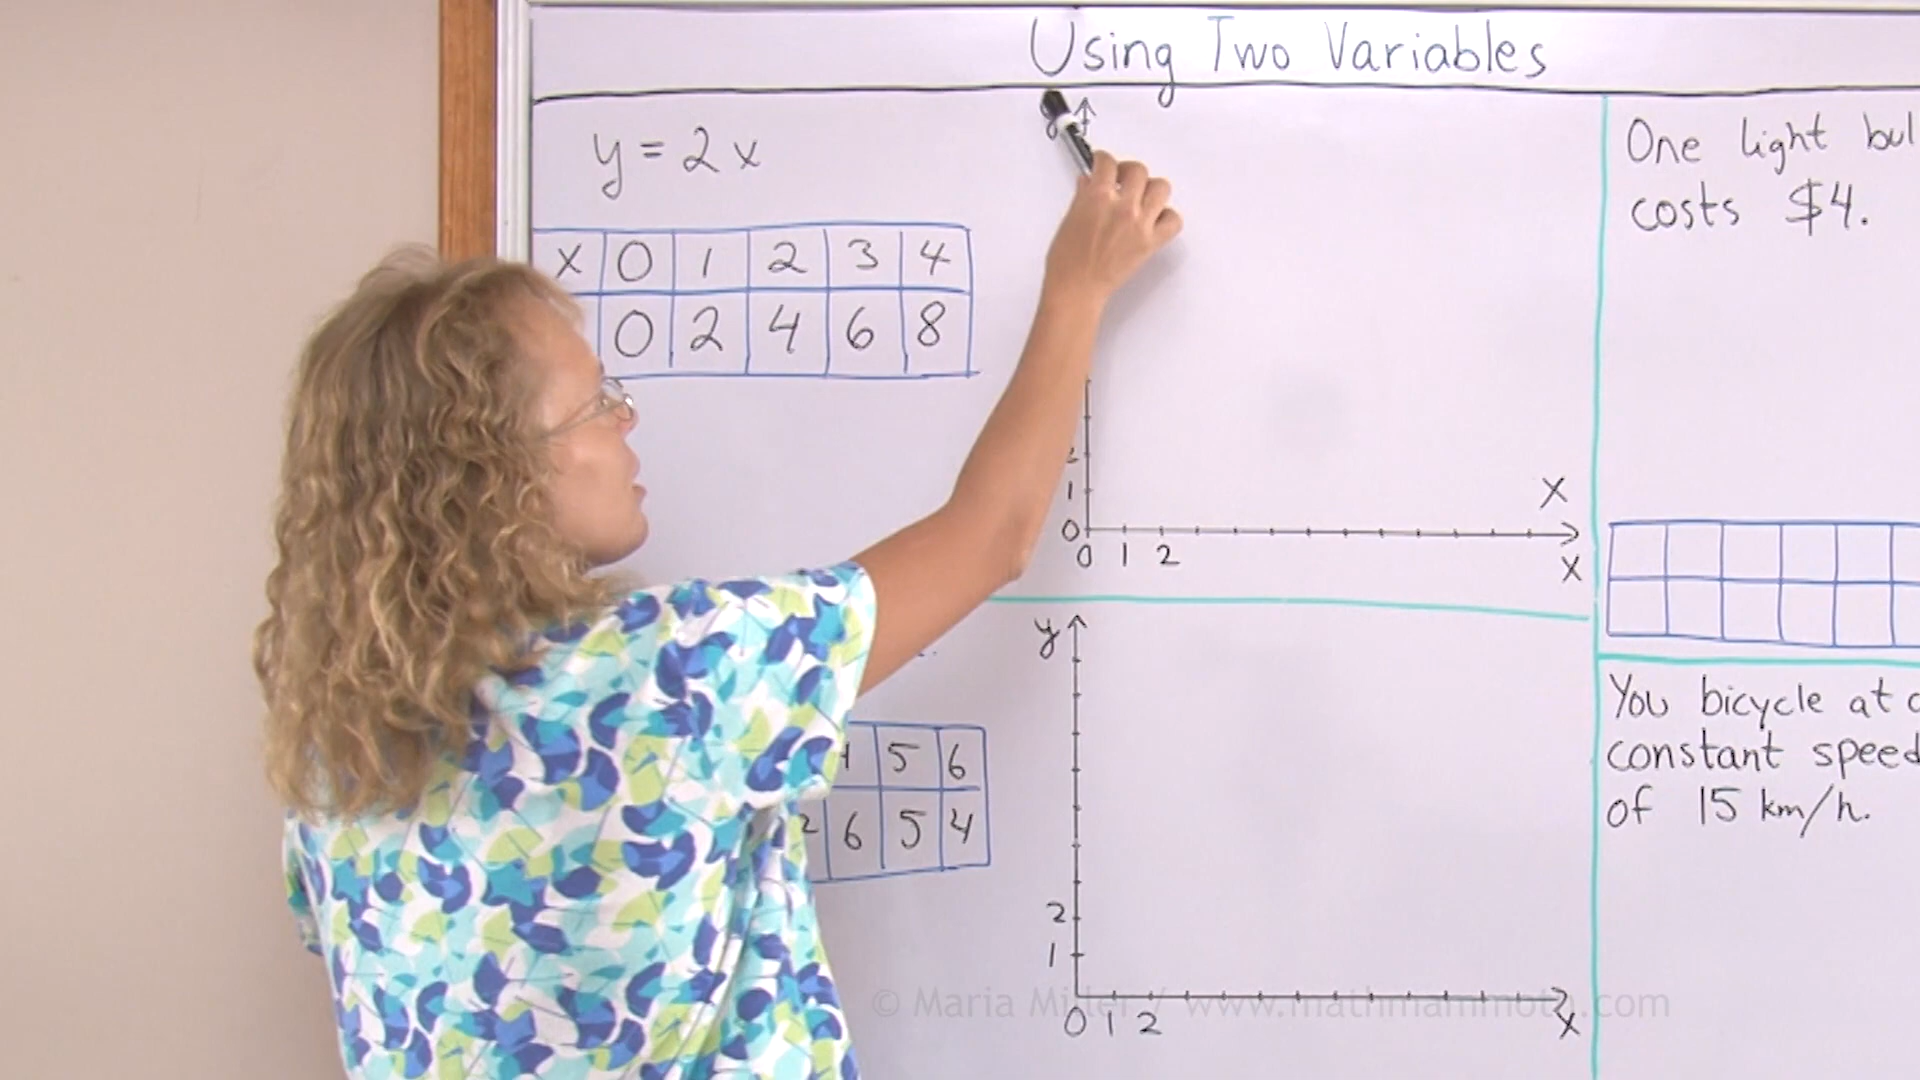 Using Two Variables
y = 2x
x 0 1 2 3 4
0 2 4 6 8
2
1
0
0 1 2
x
x
One light
costs $4.
y
5 6
2 6 5 4
2
1
0 1 2
x
You bicycle at
constant speed
of 15 km/h.
© Maria Miller / www.mathmammoth.com